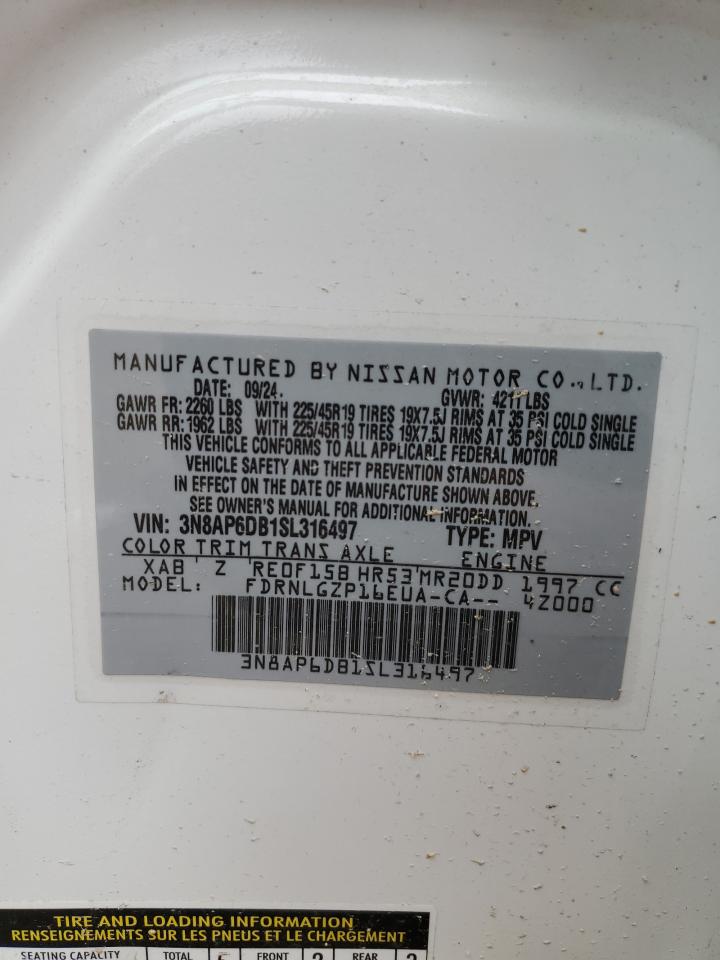 MANUFACTURED BY NISSAN MOTOR CO., LTD.
DATE: 09/24. GVWR: 4211 LBS
GAWR FR: 2260 LBS WITH 225/45R19 TIRES 19X7.5J RIMS AT 35 PSI COLD SINGLE
GAWR RR: 1962 LBS WITH 225/45R19 TIRES 19X7.5J RIMS AT 35 PSI COLD SINGLE
THIS VEHICLE CONFORMS TO ALL APPLICABLE FEDERAL MOTOR
VEHICLE SAFETY AND THEFT PREVENTION STANDARDS
IN EFFECT ON THE DATE OF MANUFACTURE SHOWN ABOVE.
SEE OWNER'S MANUAL FOR ADDITIONAL INFORMATION.
VIN: 3N8AP6DB1SL316497 TYPE: MPV
COLOR TRIM TRANS AXLE ENGINE
XAB Z RE0F15B HR53 MR20DD 1997 CC
MODEL: FDRNLGZP16EUA-CA-- 4Z000
3N8AP6DB1SL316497
TIRE AND LOADING INFORMATION
RENSEIGNEMENTS SUR LES PNEUS ET LE CHARGEMENT
SEATING CAPACITY TOTAL 5 FRONT 2 REAR 3